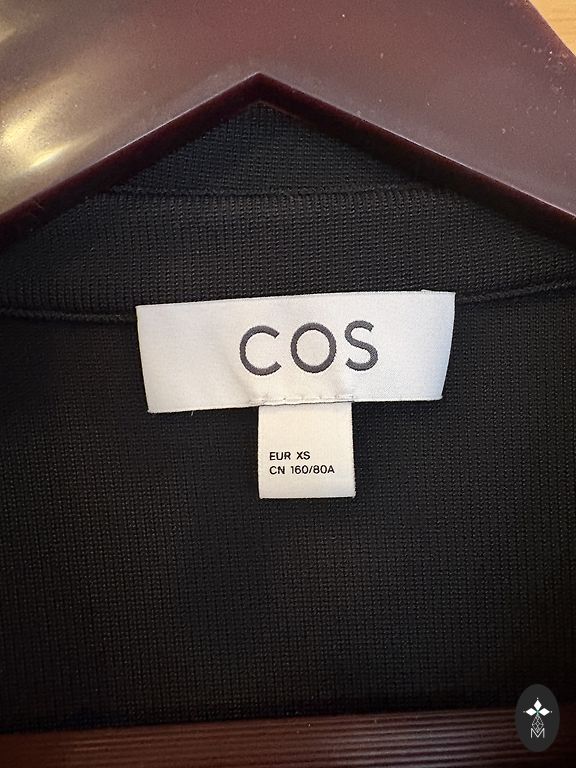 COS
EUR XS
CN 160/80A
M